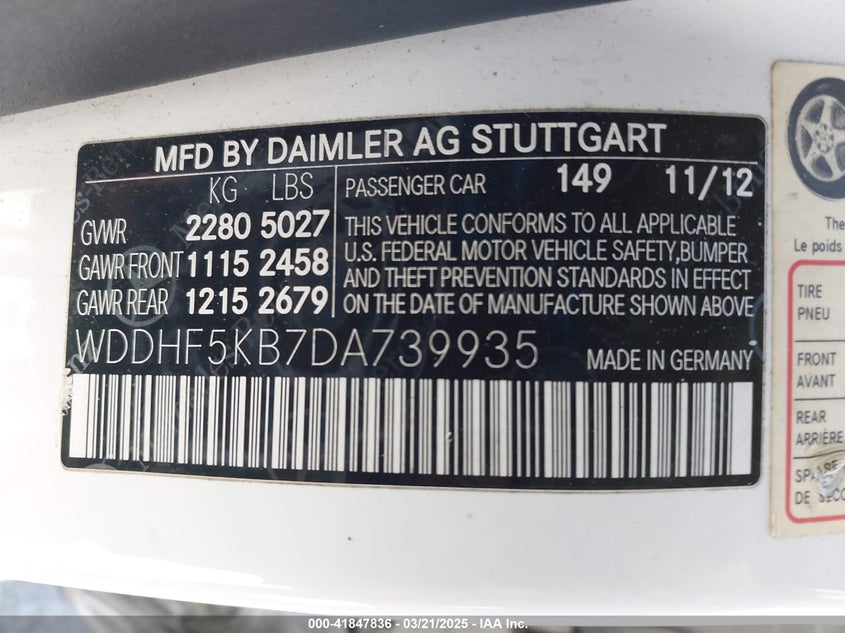 MFD BY DAIMLER AG STUTTGART
KG LBS
GVWR 2280 5027
GAWR FRONT 1115 2458
GAWR REAR 1215 2679
PASSENGER CAR 149 11/12
THIS VEHICLE CONFORMS TO ALL APPLICABLE
U.S. FEDERAL MOTOR VEHICLE SAFETY,BUMPER
AND THEFT PREVENTION STANDARDS IN EFFECT
ON THE DATE OF MANUFACTURE SHOWN ABOVE
WDDHF5KB7DA739935 MADE IN GERMANY
The
Le poids
TIRE
PNEU
FRONT
AVANT
REAR
ARRIÈRE
DE
000-41847836 - 03/21/2025 - IAA Inc.